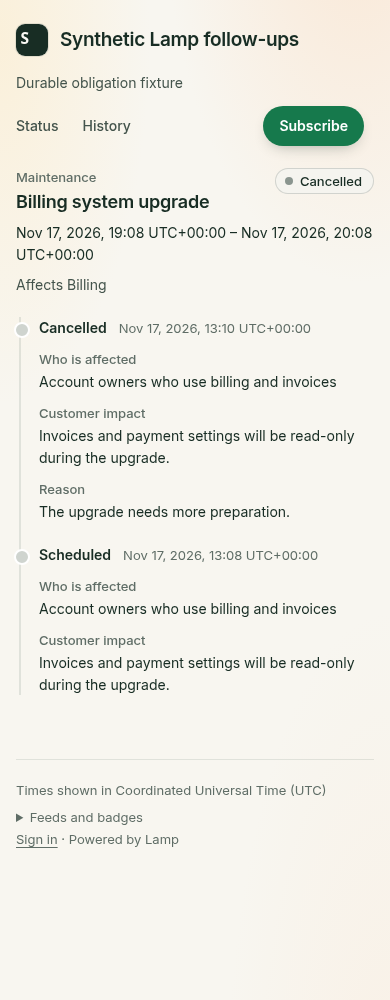 S
Synthetic Lamp follow-ups
Durable obligation fixture
Status
History
Subscribe
Maintenance
Cancelled
Billing system upgrade
Nov 17, 2026, 19:08 UTC+00:00 – Nov 17, 2026, 20:08
UTC+00:00
Affects Billing
Cancelled Nov 17, 2026, 13:10 UTC+00:00
Who is affected
Account owners who use billing and invoices
Customer impact
Invoices and payment settings will be read-only
during the upgrade.
Reason
The upgrade needs more preparation.
Scheduled Nov 17, 2026, 13:08 UTC+00:00
Who is affected
Account owners who use billing and invoices
Customer impact
Invoices and payment settings will be read-only
during the upgrade.
Times shown in Coordinated Universal Time (UTC)
Feeds and badges
Sign in · Powered by Lamp